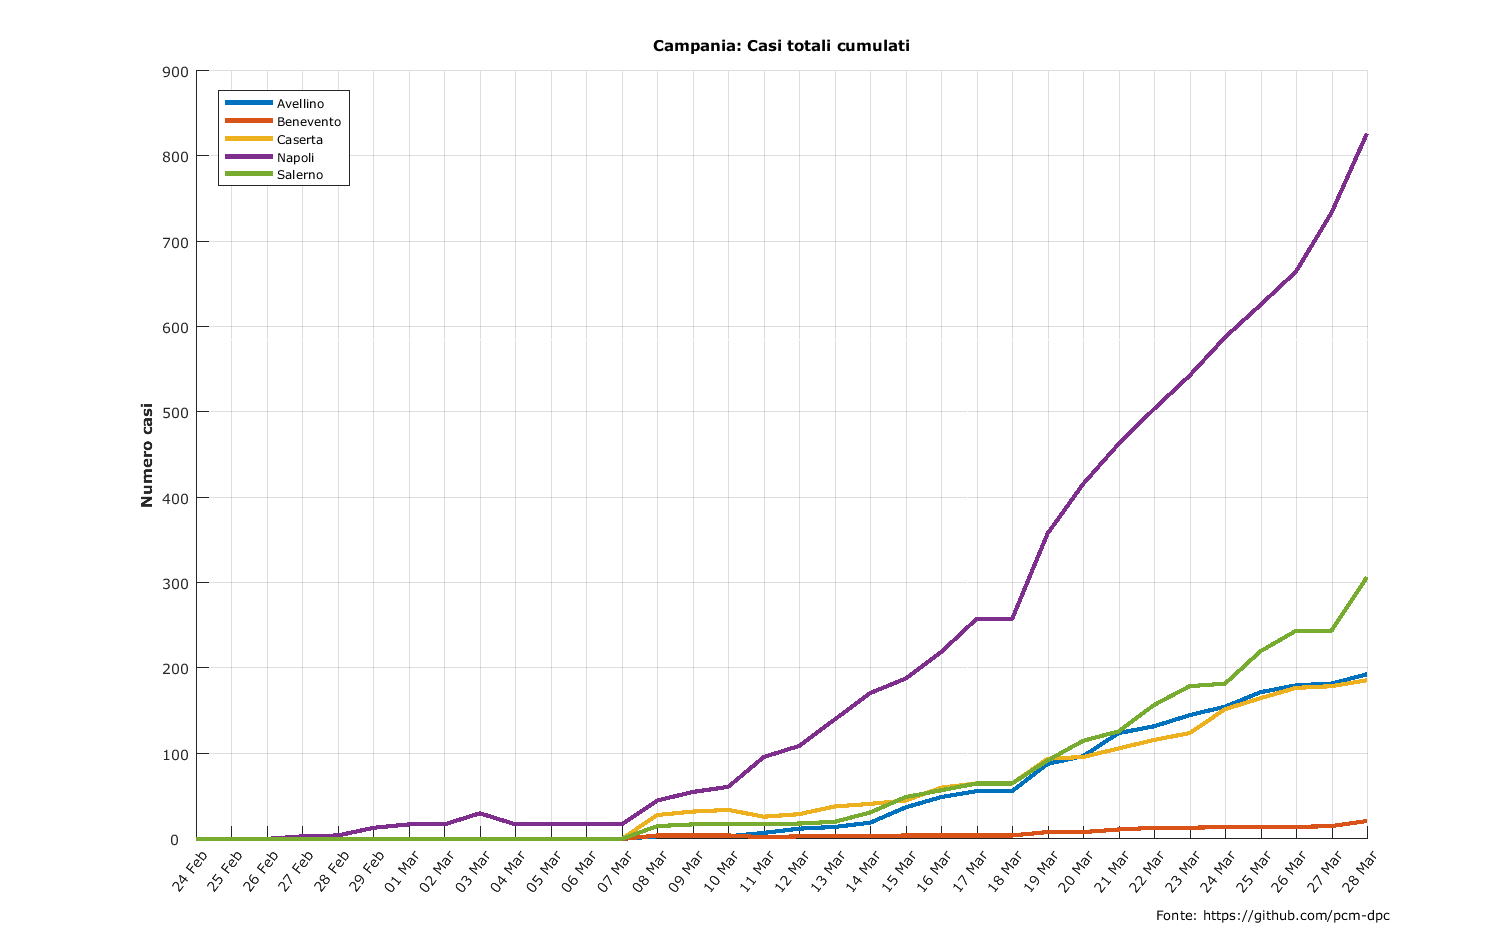 Campania: Casi totali cumulati
900
800
700
600
500
400
300
200
100
0
Numero casi
Avellino
Benevento
Caserta
Napoli
Salerno
24 Feb
25 Feb
26 Feb
27 Feb
28 Feb
29 Feb
01 Mar
02 Mar
03 Mar
04 Mar
05 Mar
06 Mar
07 Mar
08 Mar
09 Mar
10 Mar
11 Mar
12 Mar
13 Mar
14 Mar
15 Mar
16 Mar
17 Mar
18 Mar
19 Mar
20 Mar
21 Mar
22 Mar
23 Mar
24 Mar
25 Mar
26 Mar
27 Mar
28 Mar
Fonte: https://github.com/pcm-dpc